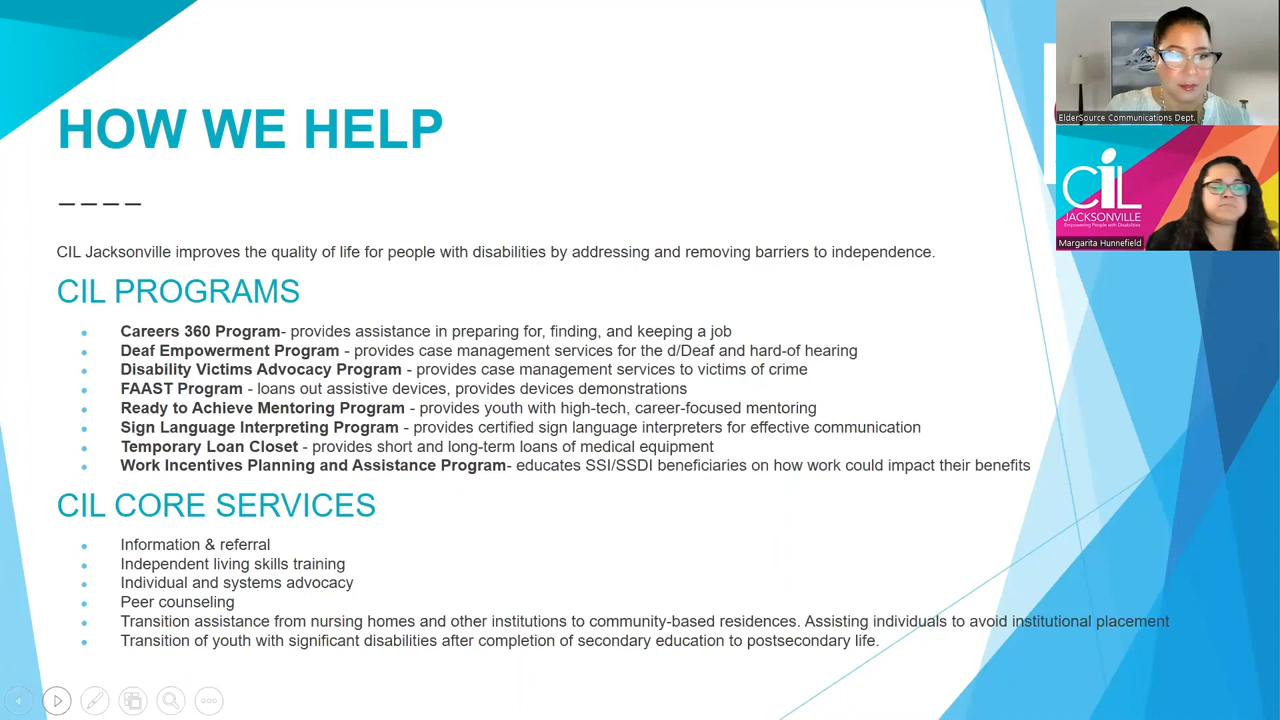 HOW WE HELP
____
CIL Jacksonville improves the quality of life for people with disabilities by addressing and removing barriers to independence.
CIL PROGRAMS
Careers 360 Program- provides assistance in preparing for, finding, and keeping a job
Deaf Empowerment Program - provides case management services for the d/Deaf and hard-of hearing
Disability Victims Advocacy Program - provides case management services to victims of crime
FAAST Program - loans out assistive devices, provides devices demonstrations
Ready to Achieve Mentoring Program - provides youth with high-tech, career-focused mentoring
Sign Language Interpreting Program - provides certified sign language interpreters for effective communication
Temporary Loan Closet - provides short and long-term loans of medical equipment
Work Incentives Planning and Assistance Program- educates SSI/SSDI beneficiaries on how work could impact their benefits
CIL CORE SERVICES
Information & referral
Independent living skills training
Individual and systems advocacy
Peer counseling
Transition assistance from nursing homes and other institutions to community-based residences. Assisting individuals to avoid institutional placement
Transition of youth with significant disabilities after completion of secondary education to postsecondary life.
ElderSource Communications Dept.
CIL
JACKSONVILLE
Empowering People with Disabilities
Margarita Hunnefield